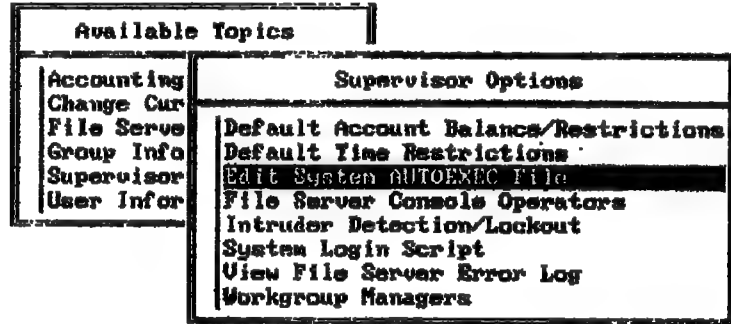 Available Topics
Accounting
Change Cur
File Serve
Group Info
Supervisor
User Infor
Supervisor Options
Default Account Balance/Restrictions
Default Time Restrictions
Edit System AUTOEXEC File
File Server Console Operators
Intruder Detection/Lockout
System Login Script
View File Server Error Log
Workgroup Managers